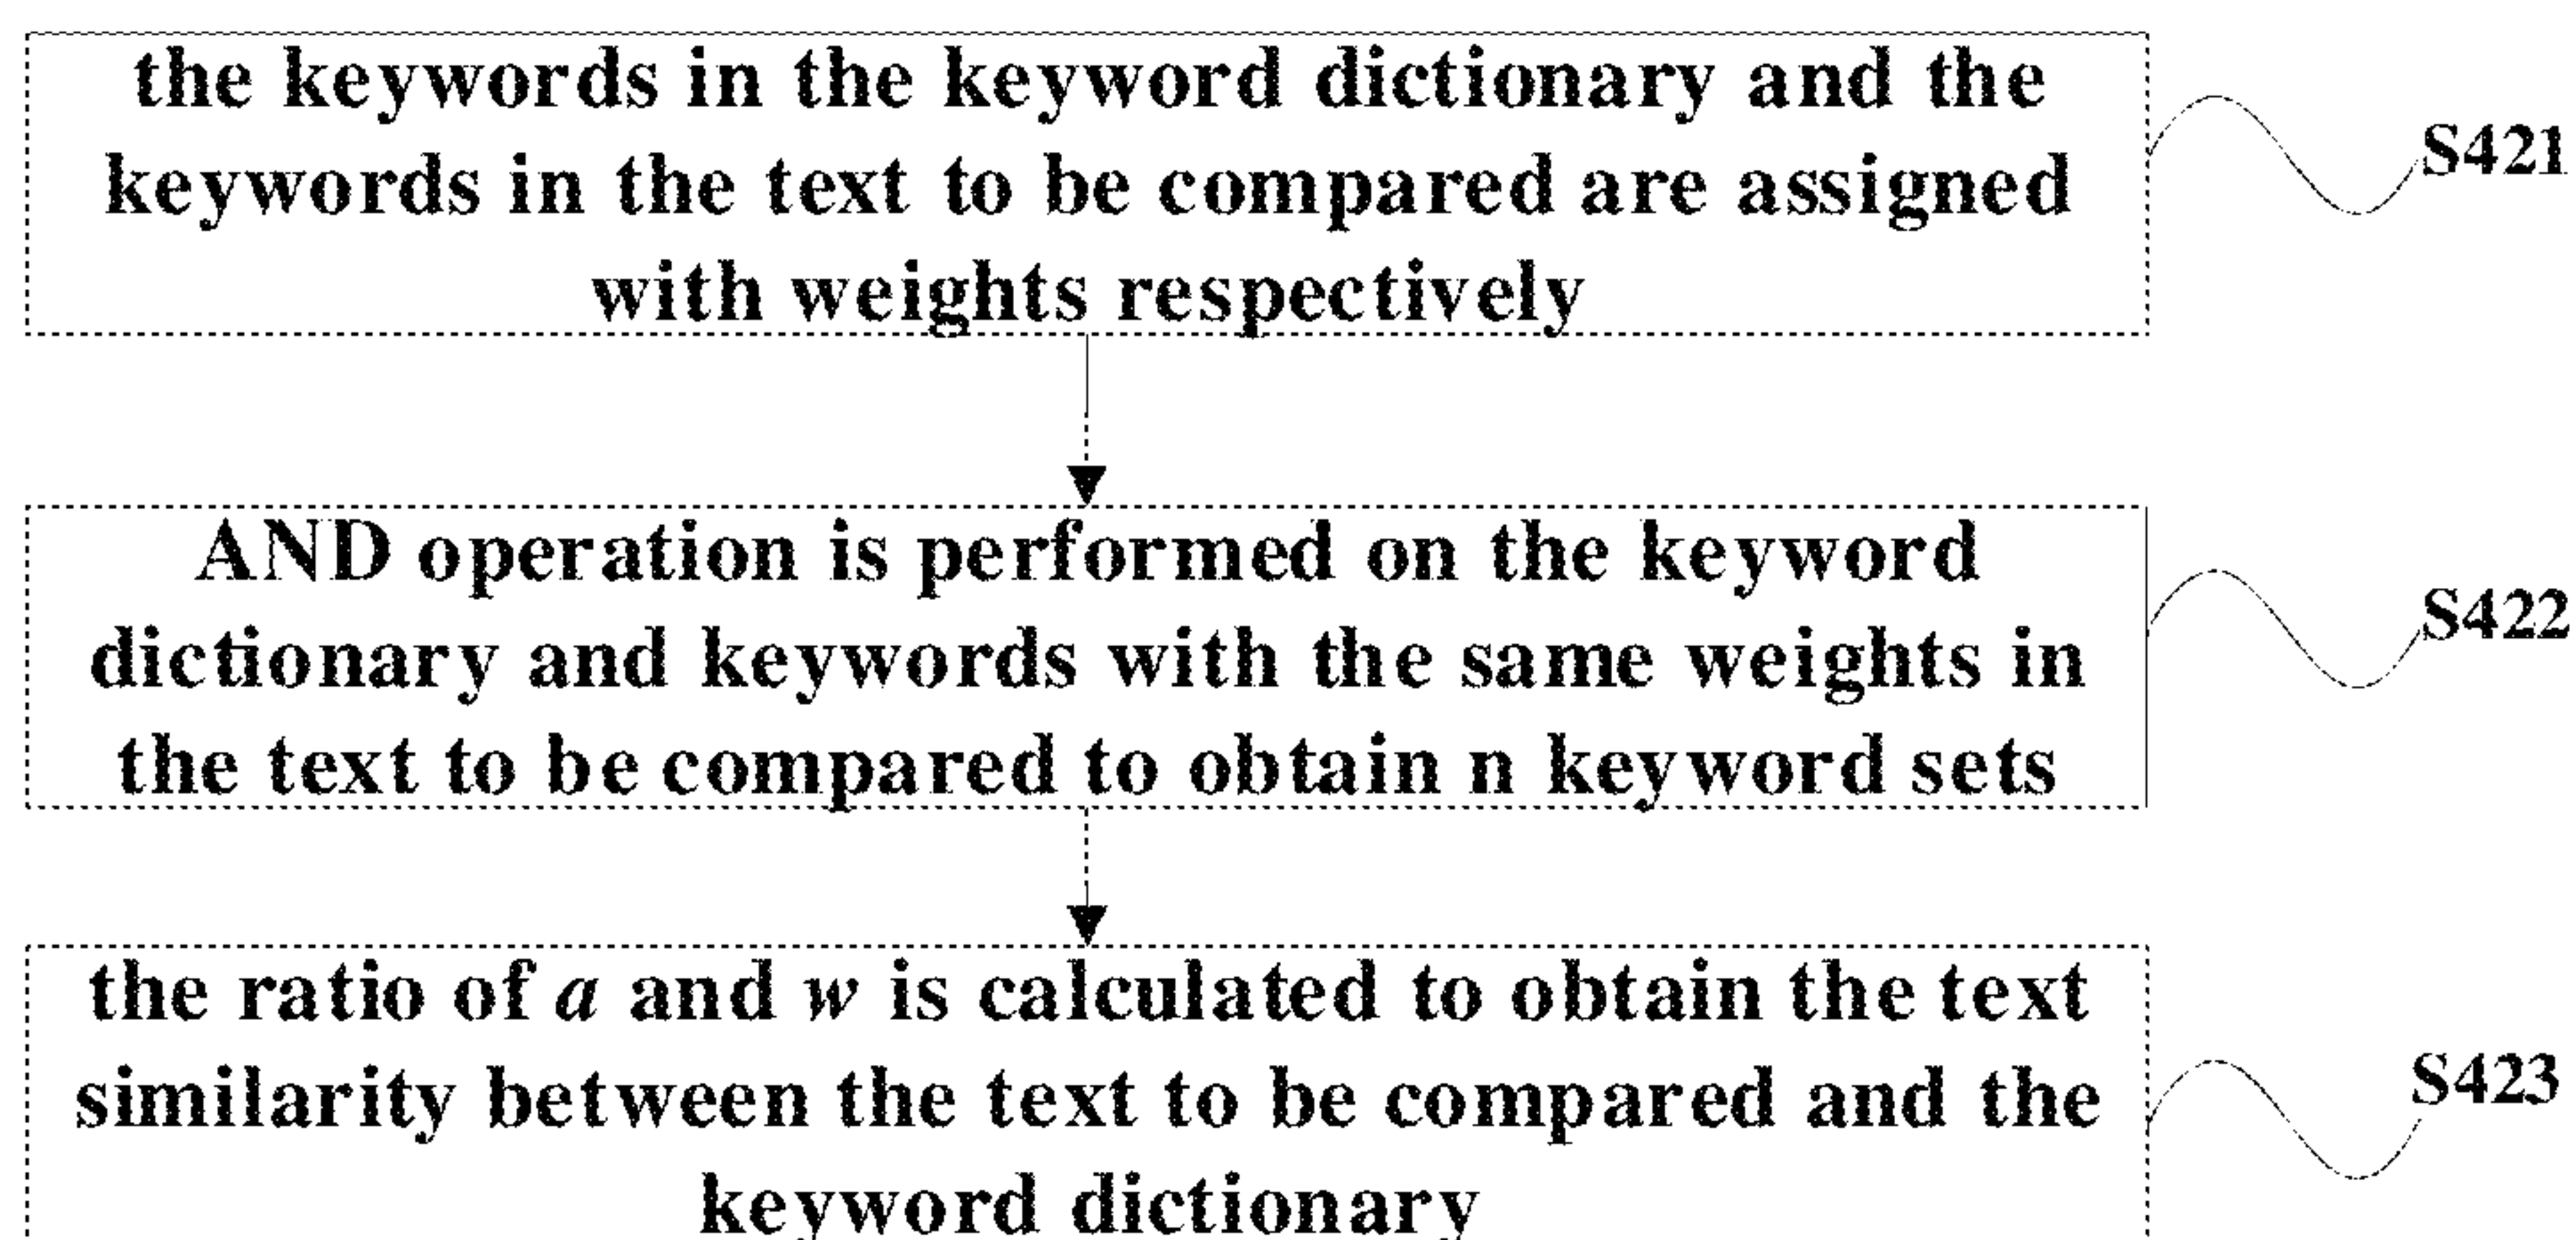 the keywords in the keyword dictionary and the
keywords in the text to be compared are assigned
with weights respectively
S421
AND operation is performed on the keyword
dictionary and keywords with the same weights in
the text to be compared to obtain n keyword sets
S422
the ratio of a and w is calculated to obtain the text
similarity between the text to be compared and the
keyword dictionary
S423